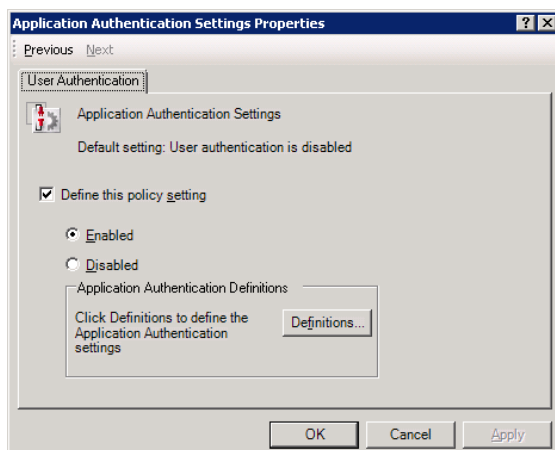 Application Authentication Settings Properties
Previous Next
User Authentication
Application Authentication Settings
Default setting: User authentication is disabled
Define this policy setting
Enabled
Disabled
Application Authentication Definitions
Click Definitions to define the
Application Authentication
settings
Definitions...
OK Cancel Apply